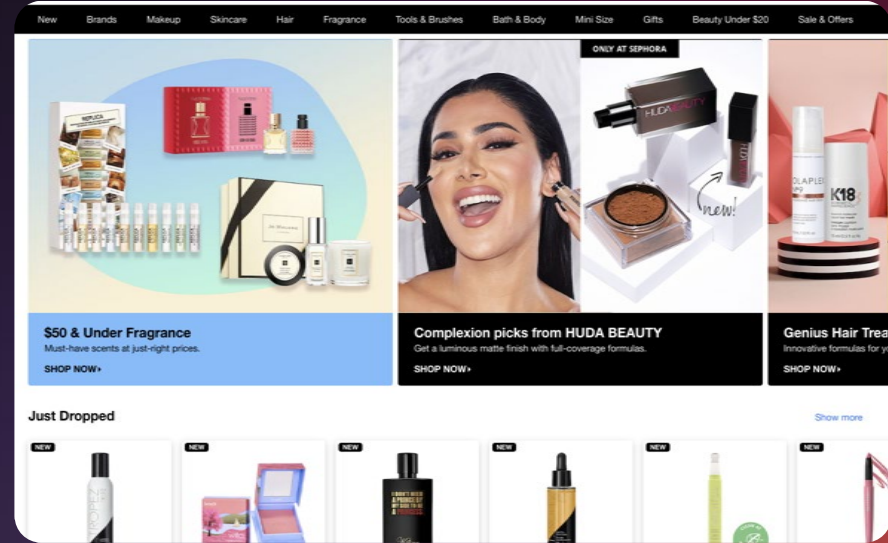 New Brands Makeup Skincare Hair Fragrance Tools & Brushes Bath & Body Mini Size Gifts Beauty Under $20 Sale & Offers
ONLY AT SEPHORA
REPLICA
HUDABEAUTY
new!
K18
$50 & Under Fragrance
Must-have scents at just-right prices.
SHOP NOW▸
Complexion picks from HUDA BEAUTY
Get a luminous matte finish with full-coverage formulas.
SHOP NOW▸
Genius Hair Trea
Innovative formulas for yo
SHOP NOW▸
Just Dropped
Show more
NEW NEW NEW NEW NEW NEW
TROPEZ